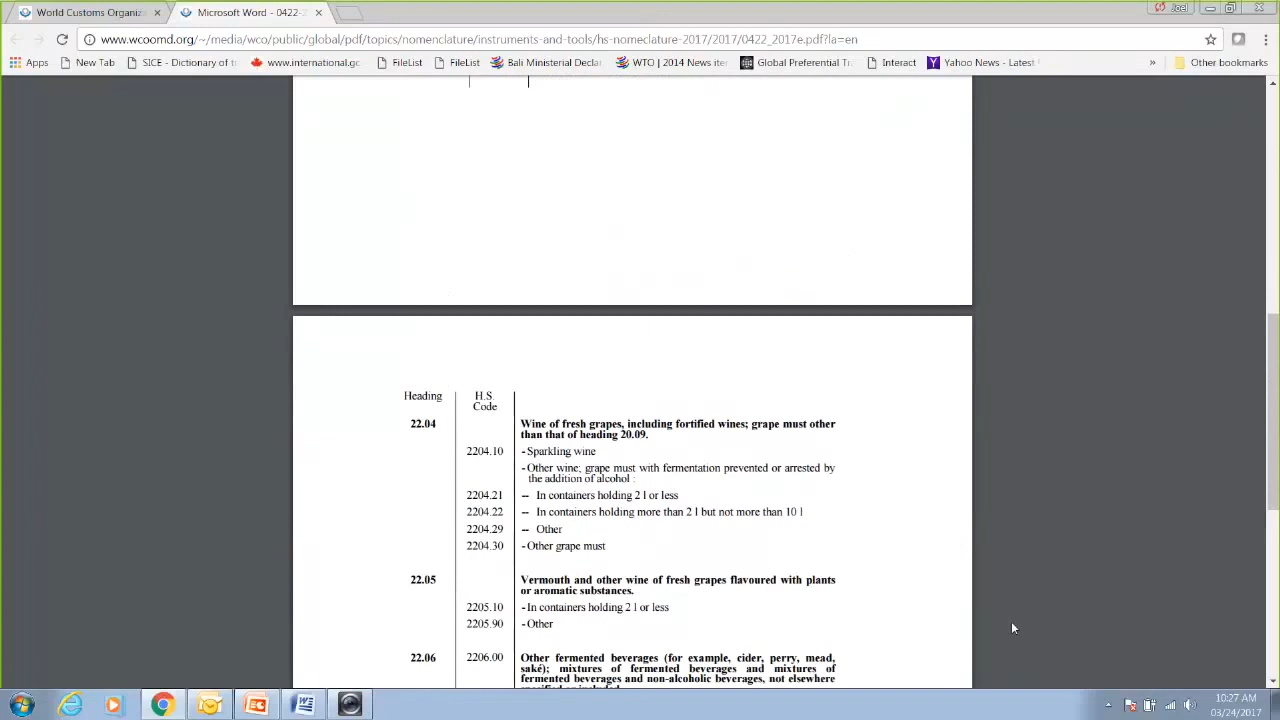 World Customs Organiz
Microsoft Word - 0422-2
Joel
www.wcoomd.org/~/media/wco/public/global/pdf/topics/nomenclature/instruments-and-tools/hs-nomeclature-2017/2017/0422_2017e.pdf?la=en
Apps New Tab SICE - Dictionary of t www.international.gc FileList FileList Bali Ministerial Decla WTO | 2014 News ite Global Preferential Tr Interact Yahoo News - Latest » Other bookmarks
Heading H.S.
Code
22.04 Wine of fresh grapes, including fortified wines; grape must other
than that of heading 20.09.
2204.10 - Sparkling wine
- Other wine; grape must with fermentation prevented or arrested by
the addition of alcohol :
2204.21 -- In containers holding 2 l or less
2204.22 -- In containers holding more than 2 l but not more than 10 l
2204.29 -- Other
2204.30 - Other grape must
22.05 Vermouth and other wine of fresh grapes flavoured with plants
or aromatic substances.
2205.10 - In containers holding 2 l or less
2205.90 - Other
22.06 2206.00 Other fermented beverages (for example, cider, perry, mead,
saké); mixtures of fermented beverages and mixtures of
fermented beverages and non-alcoholic beverages, not elsewhere
specified or included.
10:27 AM
03/24/2017